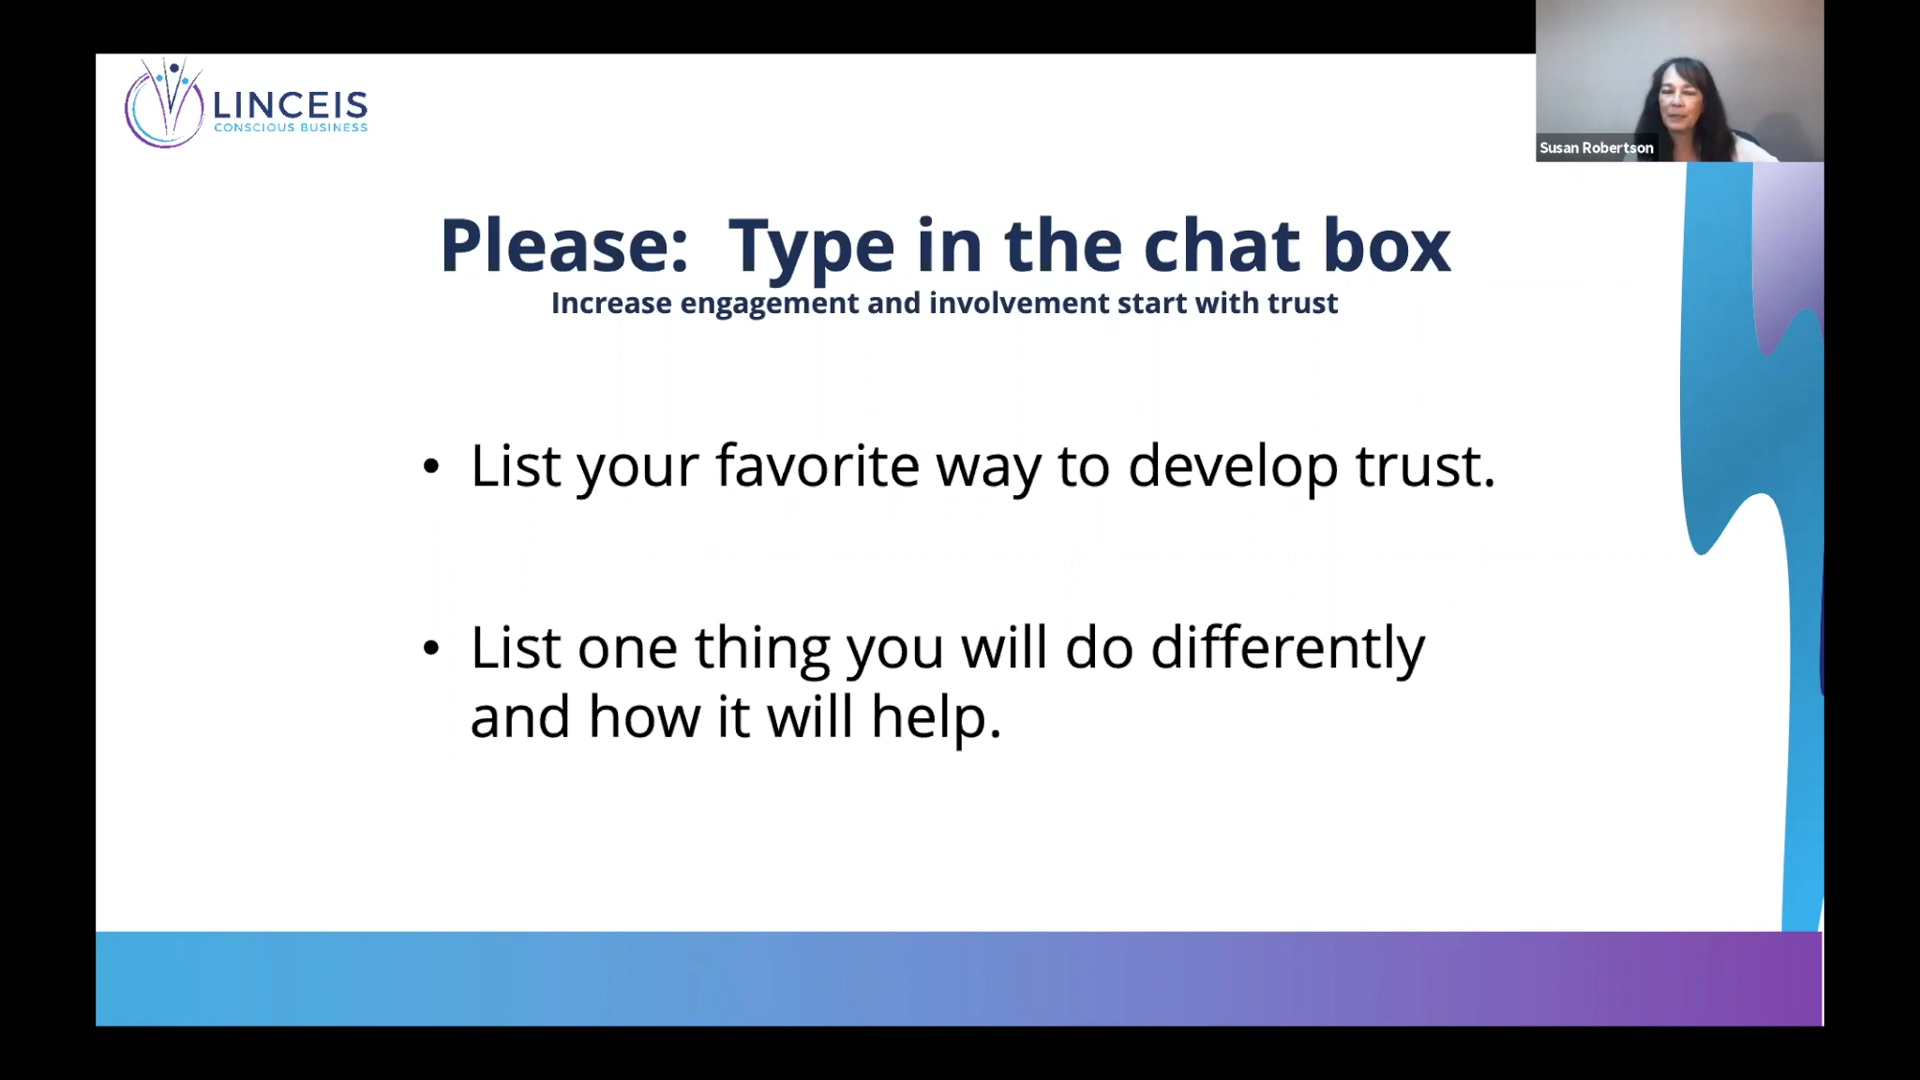 LINCEIS
CONSCIOUS BUSINESS
Susan Robertson
Please: Type in the chat box
Increase engagement and involvement start with trust
• List your favorite way to develop trust.
• List one thing you will do differently
and how it will help.